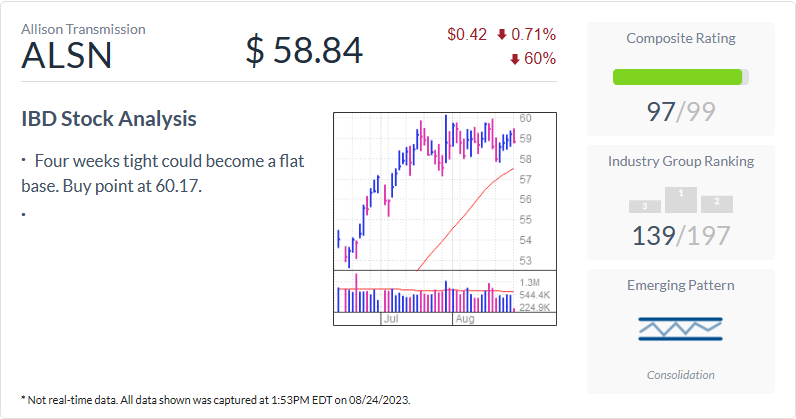 Allison Transmission
ALSN
$ 58.84
$0.42 0.71%
60%
IBD Stock Analysis
· Four weeks tight could become a flat
base. Buy point at 60.17.
·
60
59
58
57
56
55
54
53
1.3M
544.4K
224.9K
Jul
Aug
Composite Rating
97/99
Industry Group Ranking
3
1
2
139/197
Emerging Pattern
Consolidation
* Not real-time data. All data shown was captured at 1:53PM EDT on 08/24/2023.